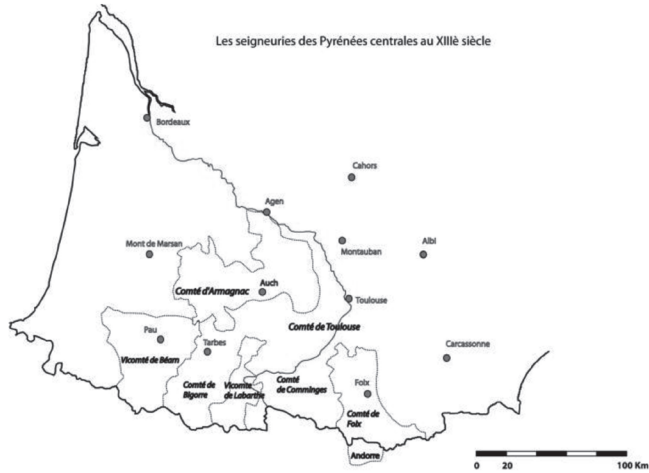 Les seigneuries des Pyrénées centrales au XIIIè siècle
Bordeaux
Cahors
Agen
Mont de Marsan
Montauban
Albi
Comté d'Armagnac
Auch
Toulouse
Comté de Toulouse
Pau
Tarbes
Carcassonne
Vicomté de Béarn
Comté de
Bigorre
Vicomte
de Labarthe
Comté
de Comminges
Foix
Comté de
Foix
Andorre
0 20 100 Km